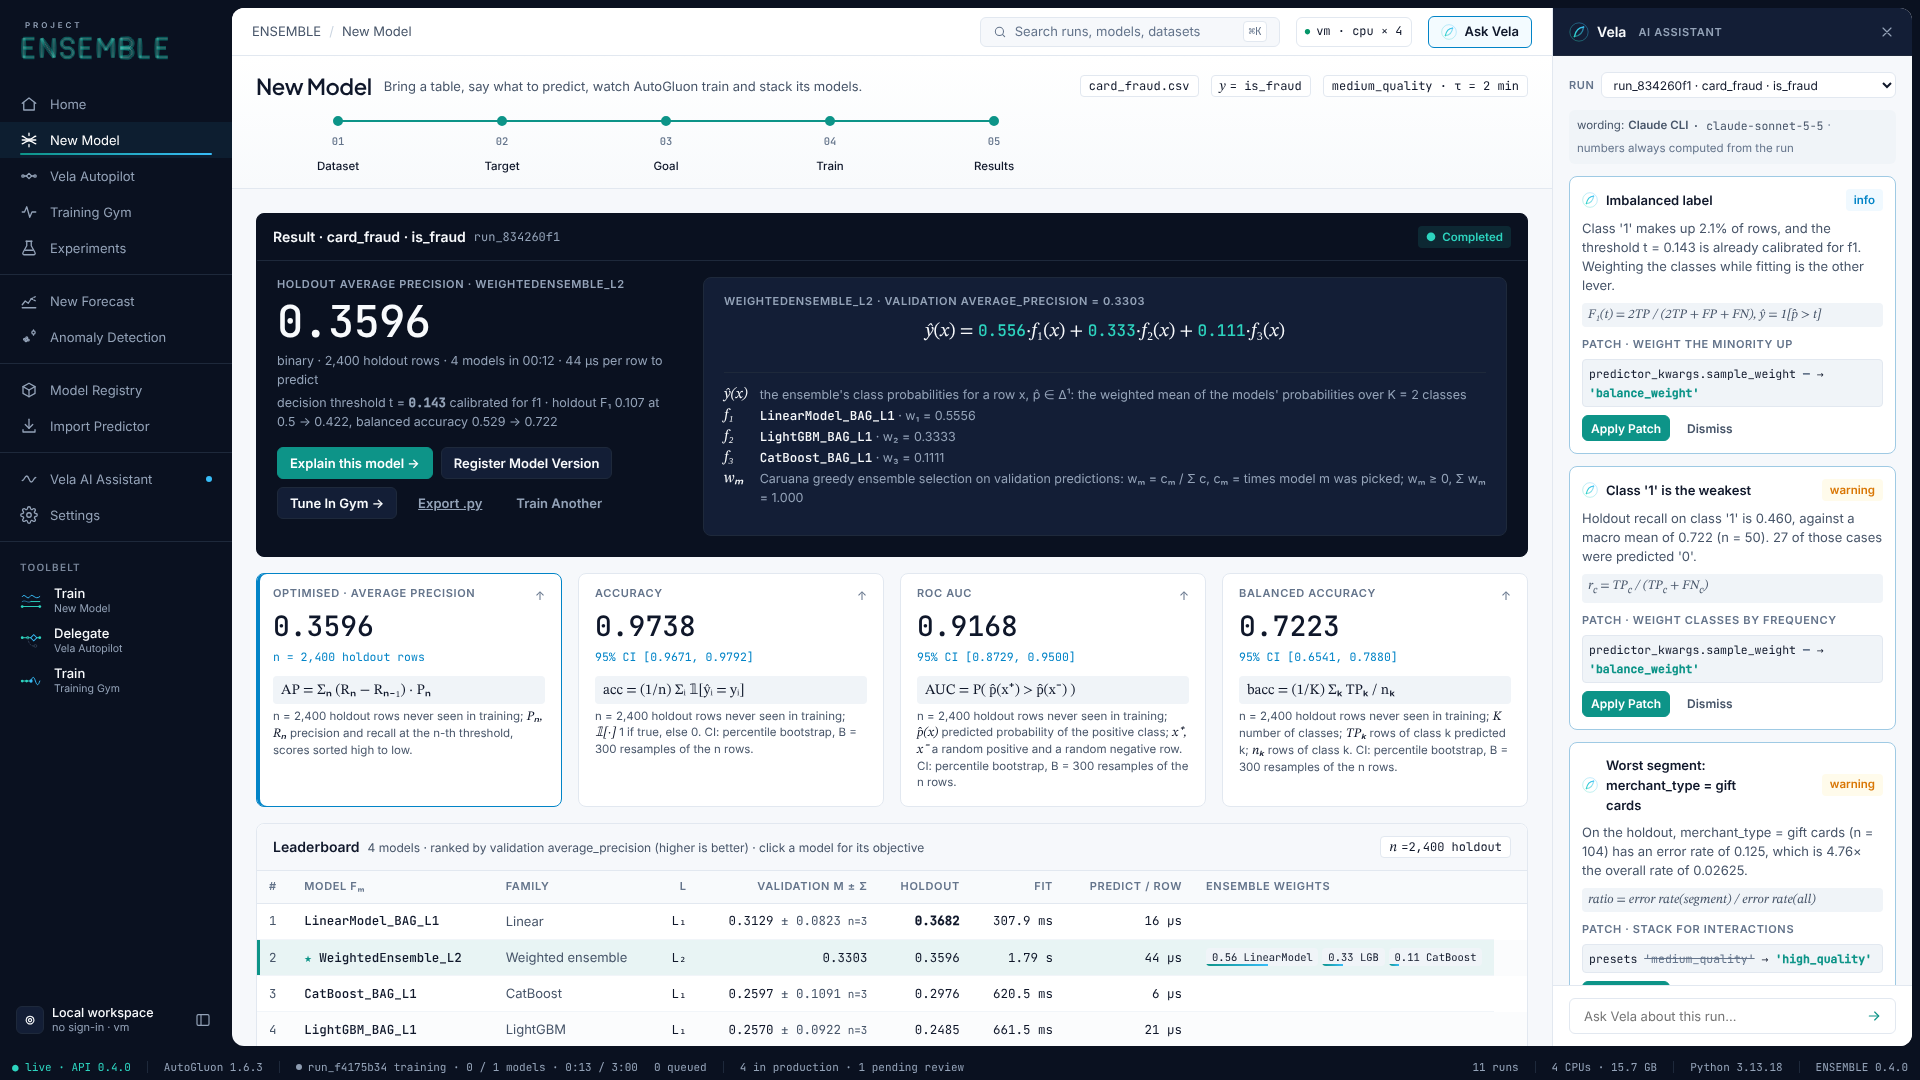 PROJECT
ENSEMBLE
Home
New Model
Vela Autopilot
Training Gym
Experiments
New Forecast
Anomaly Detection
Model Registry
Import Predictor
Vela AI Assistant
Settings
TOOLBELT
Train
New Model
Delegate
Vela Autopilot
Train
Training Gym
Local workspace
no sign-in · vm
ENSEMBLE / New Model
Search runs, models, datasets ⌘K
vm · cpu × 4
Ask Vela
New Model Bring a table, say what to predict, watch AutoGluon train and stack its models.
card_fraud.csv
y = is_fraud
medium_quality · τ = 2 min
01 02 03 04 05
Dataset Target Goal Train Results
Result · card_fraud · is_fraud run_834260f1
Completed
HOLDOUT AVERAGE PRECISION · WEIGHTEDENSEMBLE_L2
0.3596
binary · 2,400 holdout rows · 4 models in 00:12 · 44 µs per row to
predict
decision threshold t = 0.143 calibrated for f1 · holdout F₁ 0.107 at
0.5 → 0.422, balanced accuracy 0.529 → 0.722
Explain this model →
Register Model Version
Tune In Gym →
Export .py
Train Another
WEIGHTEDENSEMBLE_L2 · VALIDATION AVERAGE_PRECISION = 0.3303
ŷ(x) = 0.556·f₁(x) + 0.333·f₂(x) + 0.111·f₃(x)
ŷ(x) the ensemble's class probabilities for a row x, p̂ ∈ Δ¹: the weighted mean of the models' probabilities over K = 2 classes
f₁ LinearModel_BAG_L1 · w₁ = 0.5556
f₂ LightGBM_BAG_L1 · w₂ = 0.3333
f₃ CatBoost_BAG_L1 · w₃ = 0.1111
wₘ Caruana greedy ensemble selection on validation predictions: wₘ = cₘ / Σ c, cₘ = times model m was picked; wₘ ≥ 0, Σ wₘ
= 1.000
OPTIMISED · AVERAGE PRECISION ↑
0.3596
n = 2,400 holdout rows
AP = Σₙ (Rₙ − Rₙ₋₁) · Pₙ
n = 2,400 holdout rows never seen in training; Pₙ,
Rₙ precision and recall at the n-th threshold,
scores sorted high to low.
ACCURACY ↑
0.9738
95% CI [0.9671, 0.9792]
acc = (1/n) Σᵢ 𝟙[ŷᵢ = yᵢ]
n = 2,400 holdout rows never seen in training;
𝟙[·] 1 if true, else 0. CI: percentile bootstrap, B =
300 resamples of the n rows.
ROC AUC ↑
0.9168
95% CI [0.8729, 0.9500]
AUC = P( p̂(x⁺) > p̂(x⁻) )
n = 2,400 holdout rows never seen in training;
p̂(x) predicted probability of the positive class; x⁺,
x⁻ a random positive and a random negative row.
CI: percentile bootstrap, B = 300 resamples of the
n rows.
BALANCED ACCURACY ↑
0.7223
95% CI [0.6541, 0.7880]
bacc = (1/K) Σₖ TPₖ / nₖ
n = 2,400 holdout rows never seen in training; K
number of classes; TPₖ rows of class k predicted
k; nₖ rows of class k. CI: percentile bootstrap, B =
300 resamples of the n rows.
Leaderboard 4 models · ranked by validation average_precision (higher is better) · click a model for its objective
n =2,400 holdout
# MODEL Fₘ FAMILY L VALIDATION Μ ± Σ HOLDOUT FIT PREDICT / ROW ENSEMBLE WEIGHTS
1 LinearModel_BAG_L1 Linear L₁ 0.3129 ± 0.0823 n=3 0.3682 307.9 ms 16 µs
2 ★ WeightedEnsemble_L2 Weighted ensemble L₂ 0.3303 0.3596 1.79 s 44 µs 0.56 LinearModel 0.33 LGB 0.11 CatBoost
3 CatBoost_BAG_L1 CatBoost L₁ 0.2597 ± 0.1091 n=3 0.2976 620.5 ms 6 µs
4 LightGBM_BAG_L1 LightGBM L₁ 0.2570 ± 0.0922 n=3 0.2485 661.5 ms 21 µs
Vela AI ASSISTANT
RUN run_834260f1 · card_fraud · is_fraud
wording: Claude CLI · claude-sonnet-5-5 ·
numbers always computed from the run
Imbalanced label info
Class '1' makes up 2.1% of rows, and the
threshold t = 0.143 is already calibrated for f1.
Weighting the classes while fitting is the other
lever.
F₁(t) = 2TP / (2TP + FP + FN), ŷ = 1[p̂ > t]
PATCH · WEIGHT THE MINORITY UP
predictor_kwargs.sample_weight — →
'balance_weight'
Apply Patch Dismiss
Class '1' is the weakest warning
Holdout recall on class '1' is 0.460, against a
macro mean of 0.722 (n = 50). 27 of those cases
were predicted '0'.
r_c = TP_c / (TP_c + FN_c)
PATCH · WEIGHT CLASSES BY FREQUENCY
predictor_kwargs.sample_weight — →
'balance_weight'
Apply Patch Dismiss
Worst segment:
merchant_type = gift
cards
warning
On the holdout, merchant_type = gift cards (n =
104) has an error rate of 0.125, which is 4.76×
the overall rate of 0.02625.
ratio = error rate(segment) / error rate(all)
PATCH · STACK FOR INTERACTIONS
presets 'medium_quality' → 'high_quality'
Ask Vela about this run... →
live · API 0.4.0
AutoGluon 1.6.3
run_f4175b34 training · 0 / 1 models · 0:13 / 3:00 0 queued
4 in production · 1 pending review
11 runs
4 CPUs · 15.7 GB
Python 3.13.18
ENSEMBLE 0.4.0